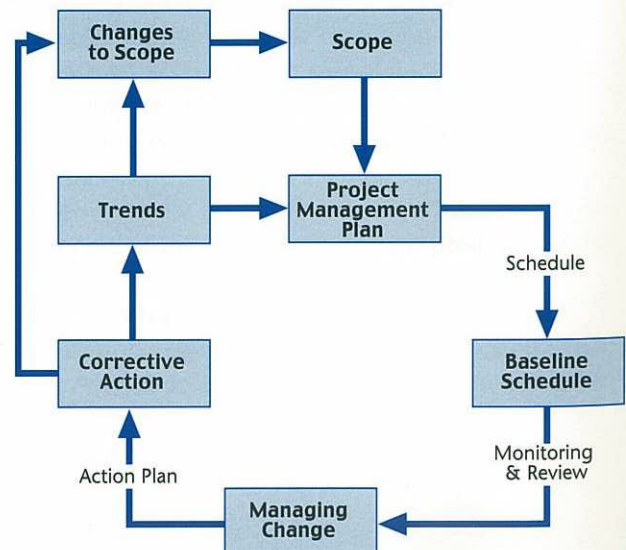 Changes
to Scope
Scope
Trends
Project
Management
Plan
Schedule
Corrective
Action
Baseline
Schedule
Action Plan
Monitoring
& Review
Managing
Change